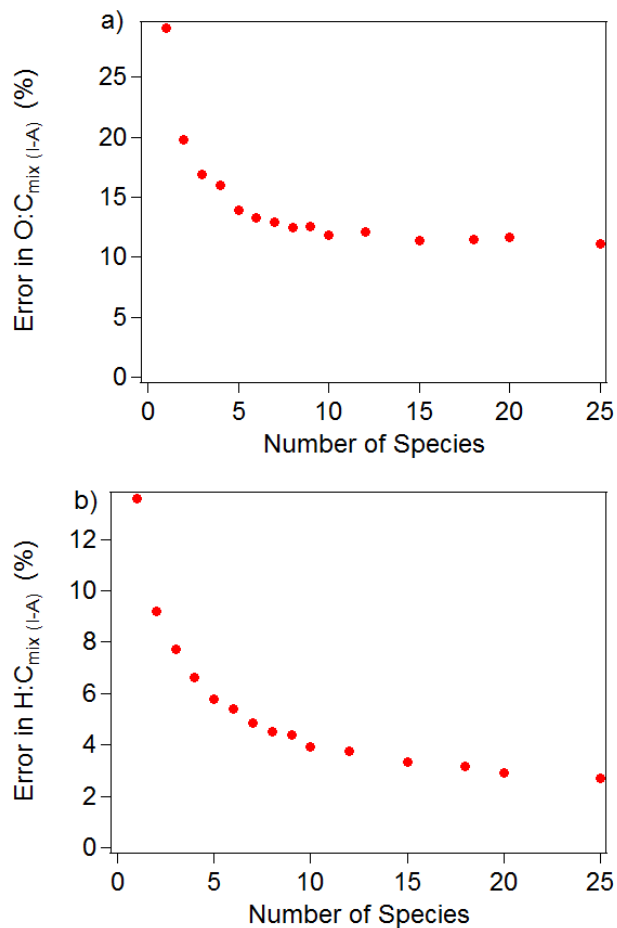 a)
Error in O:Cmix (I-A) (%)
25
20
15
10
5
0
0 5 10 15 20 25
Number of Species
b)
Error in H:Cmix (I-A) (%)
12
10
8
6
4
2
0
0 5 10 15 20 25
Number of Species